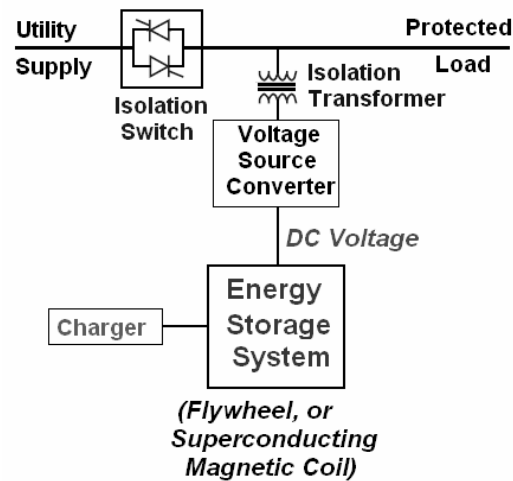 Utility
Supply
Protected
Load
Isolation
Switch
Isolation
Transformer
Voltage
Source
Converter
DC Voltage
Energy
Storage
System
Charger
(Flywheel, or
Superconducting
Magnetic Coil)